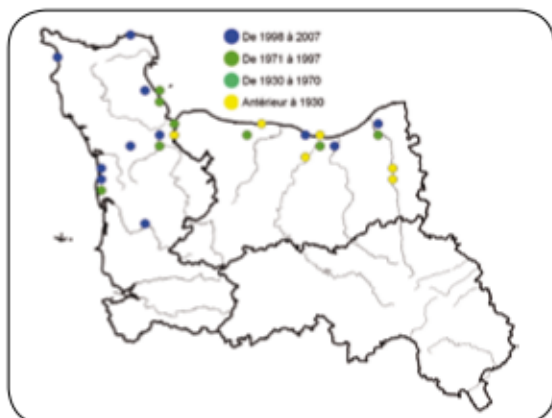 De 1998 à 2007
De 1971 à 1997
De 1930 à 1970
Antérieur à 1930